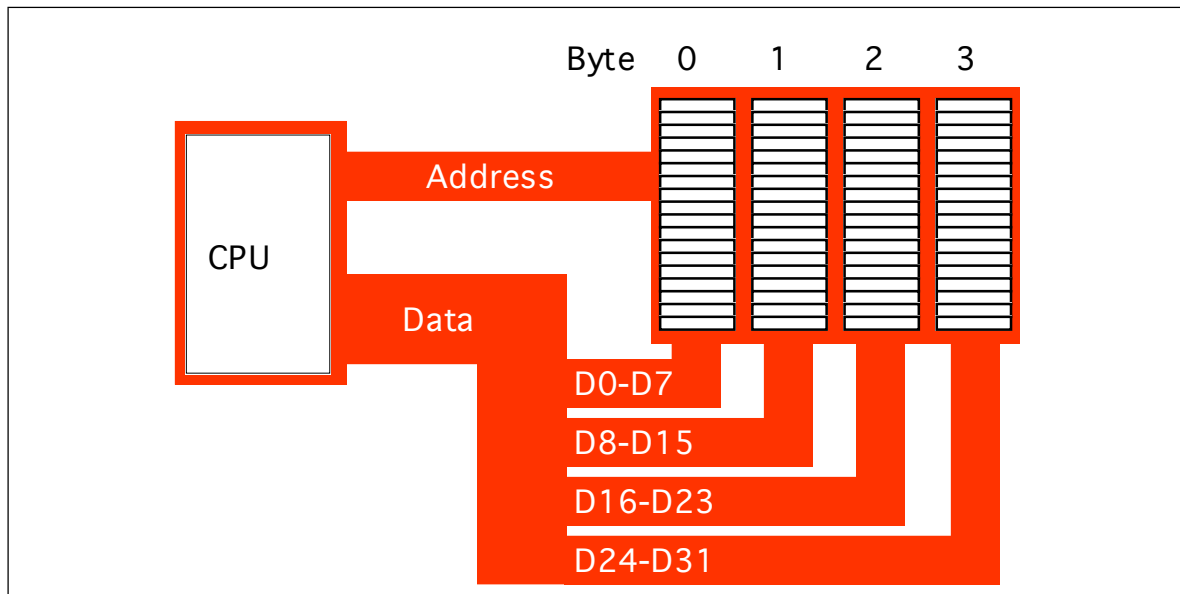 Byte 0 1 2 3
Address
CPU
Data
D0-D7
D8-D15
D16-D23
D24-D31